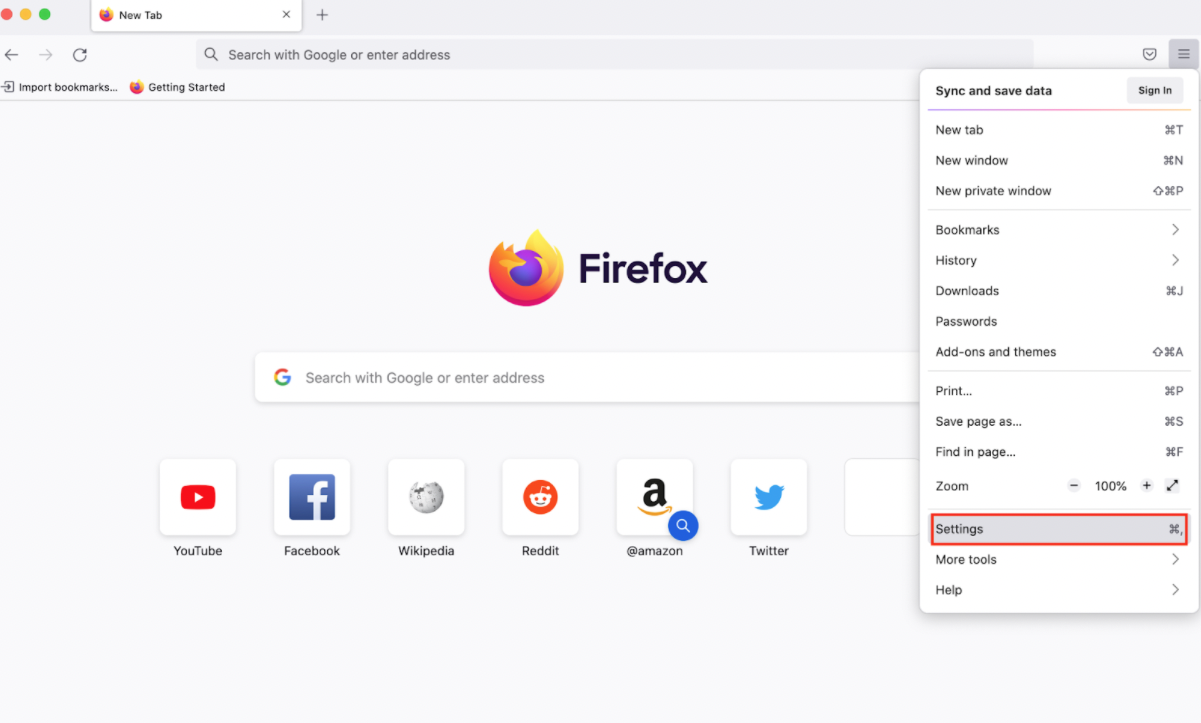 New Tab
Search with Google or enter address
Import bookmarks...
Getting Started
Sync and save data
Sign In
New tab ⌘T
New window ⌘N
New private window ⇧⌘P
Bookmarks
History
Downloads ⌘J
Passwords
Add-ons and themes ⇧⌘A
Print... ⌘P
Save page as... ⌘S
Find in page... ⌘F
Zoom − 100% +
Settings ⌘,
More tools
Help
Firefox
Search with Google or enter address
YouTube
Facebook
Wikipedia
Reddit
@amazon
Twitter